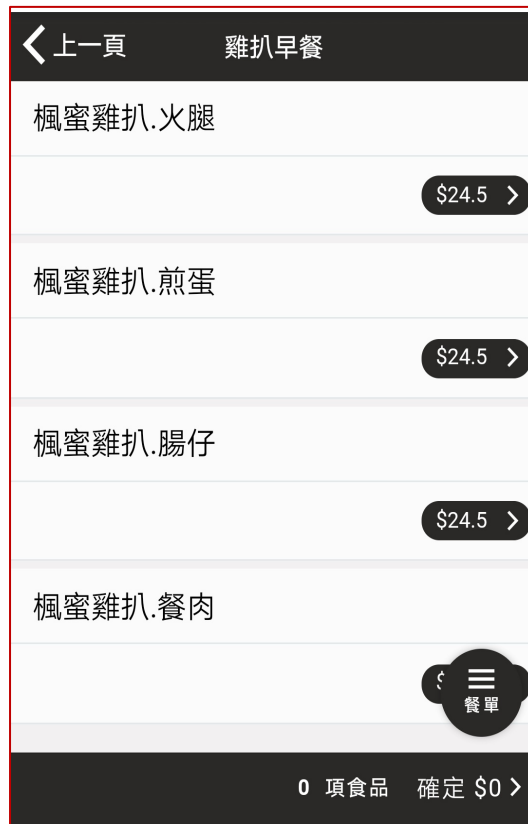 上一頁 雞扒早餐
楓蜜雞扒.火腿
$24.5
楓蜜雞扒.煎蛋
$24.5
楓蜜雞扒.腸仔
$24.5
楓蜜雞扒.餐肉
餐單
0 項食品 確定 $0